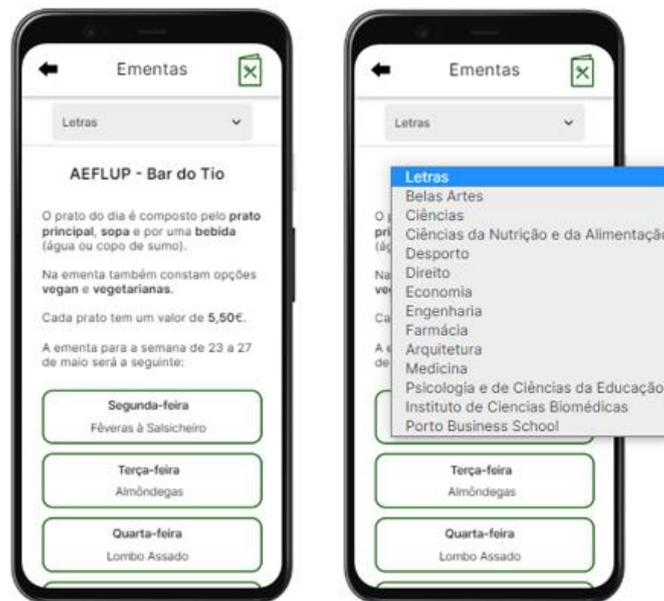 Ementas
Letras
AEFLUP - Bar do Tio
O prato do dia é composto pelo prato
principal, sopa e por uma bebida
(água ou copo de sumo).
Na ementa também constam opções
vegan e vegetarianas.
Cada prato tem um valor de 5,50€.
A ementa para a semana de 23 a 27
de maio será a seguinte:
Segunda-feira
Fêveras à Salsicheiro
Terça-feira
Almôndegas
Quarta-feira
Lombo Assado
Ementas
Letras
Letras
Belas Artes
Ciências
Ciências da Nutrição e da Alimentação
Desporto
Direito
Economia
Engenharia
Farmácia
Arquitetura
Medicina
Psicologia e de Ciências da Educação
Instituto de Ciencias Biomédicas
Porto Business School
Terça-feira
Almôndegas
Quarta-feira
Lombo Assado